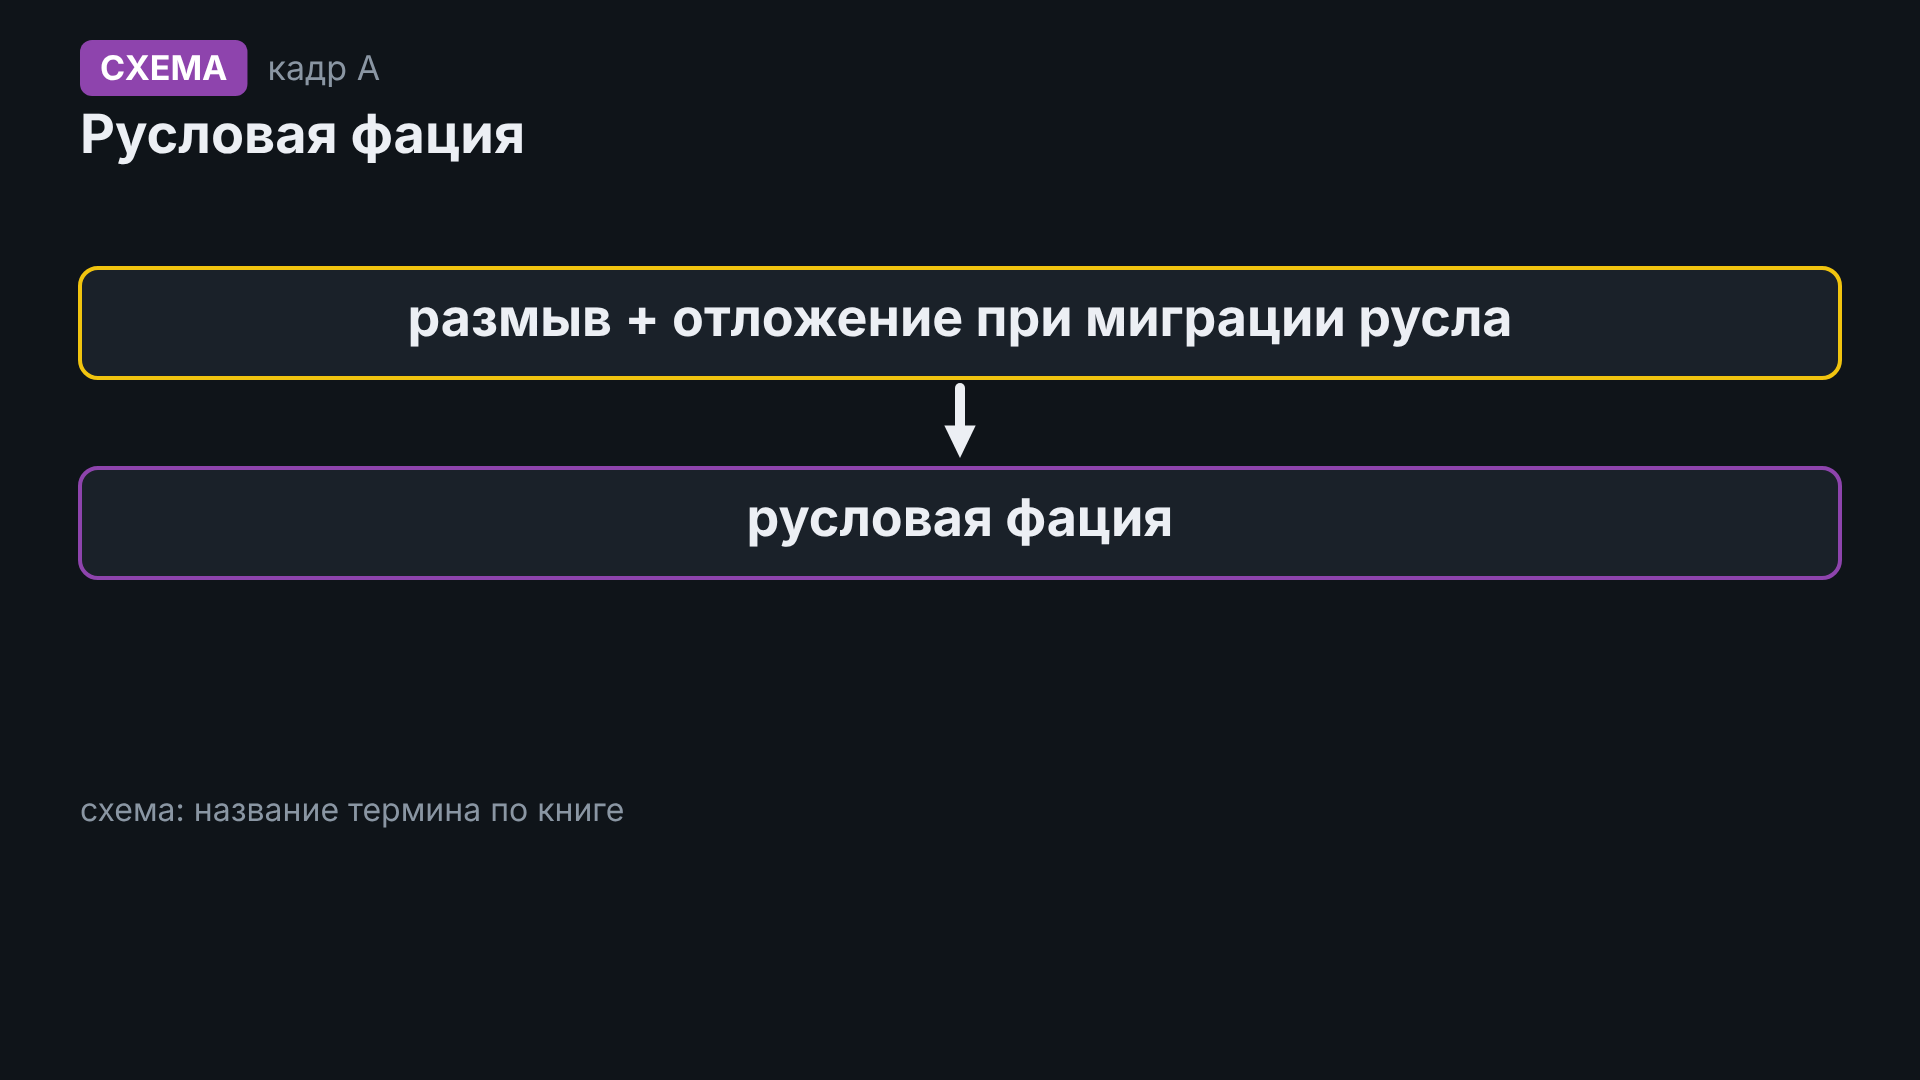 СХЕМА кадр А
Русловая фация
размыв + отложение при миграции русла
русловая фация
схема: название термина по книге